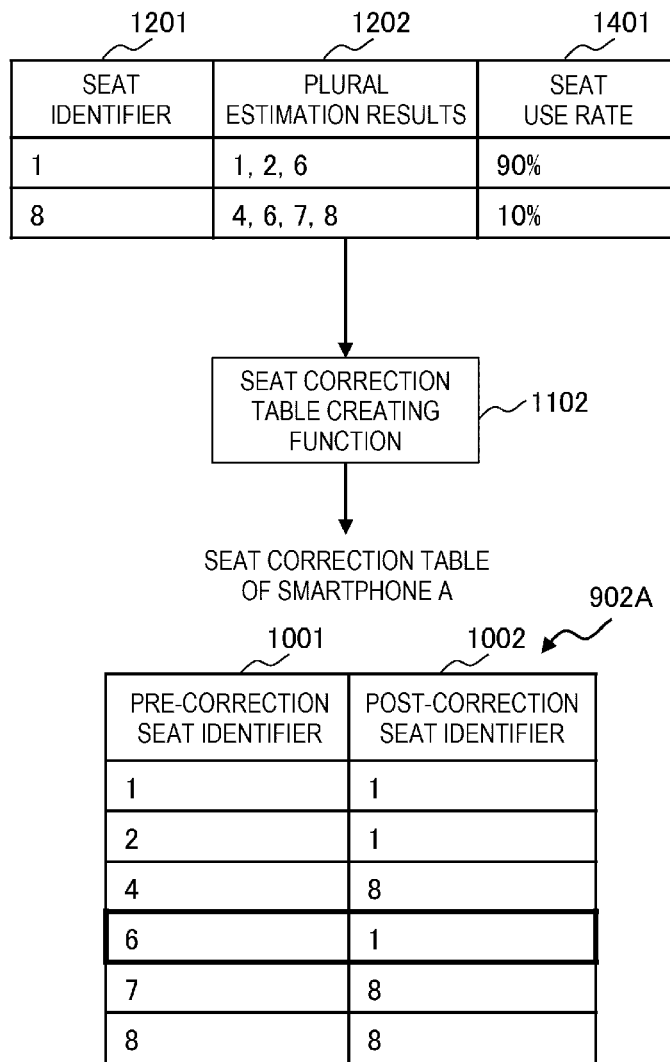 1201 1202 1401
SEAT IDENTIFIER PLURAL ESTIMATION RESULTS SEAT USE RATE
1 1, 2, 6 90%
8 4, 6, 7, 8 10%
SEAT CORRECTION
TABLE CREATING
FUNCTION
1102
SEAT CORRECTION TABLE
OF SMARTPHONE A
902A
1001 1002
PRE-CORRECTION SEAT IDENTIFIER POST-CORRECTION SEAT IDENTIFIER
1 1
2 1
4 8
6 1
7 8
8 8